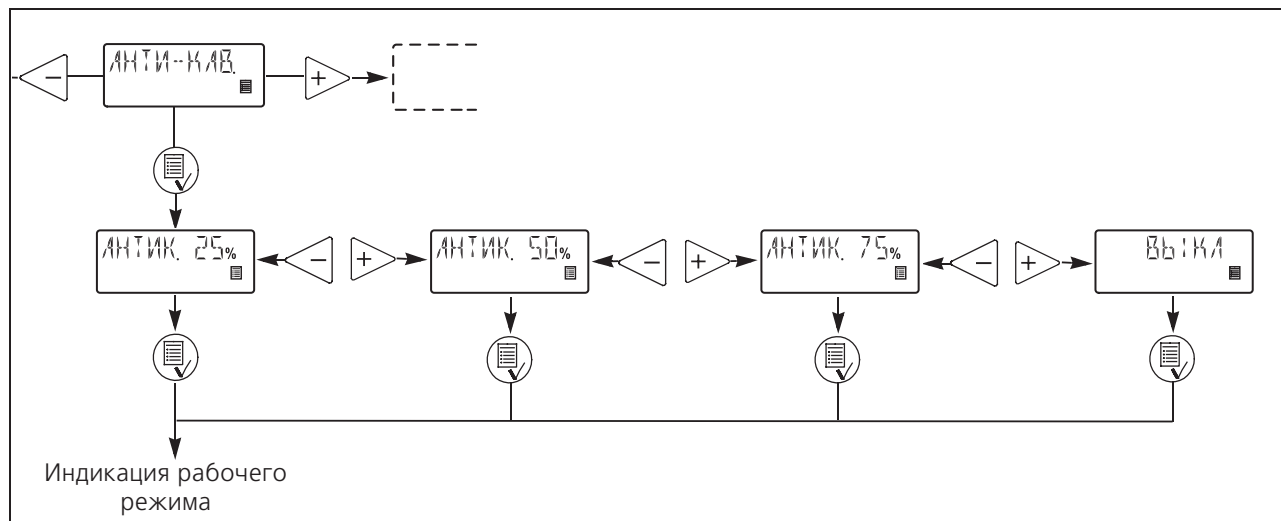 АНТИ-КАВ.
−
+
АНТИК. 25%
−
+
АНТИК. 50%
−
+
АНТИК. 75%
−
+
ВЫКЛ
Индикация рабочего
режима